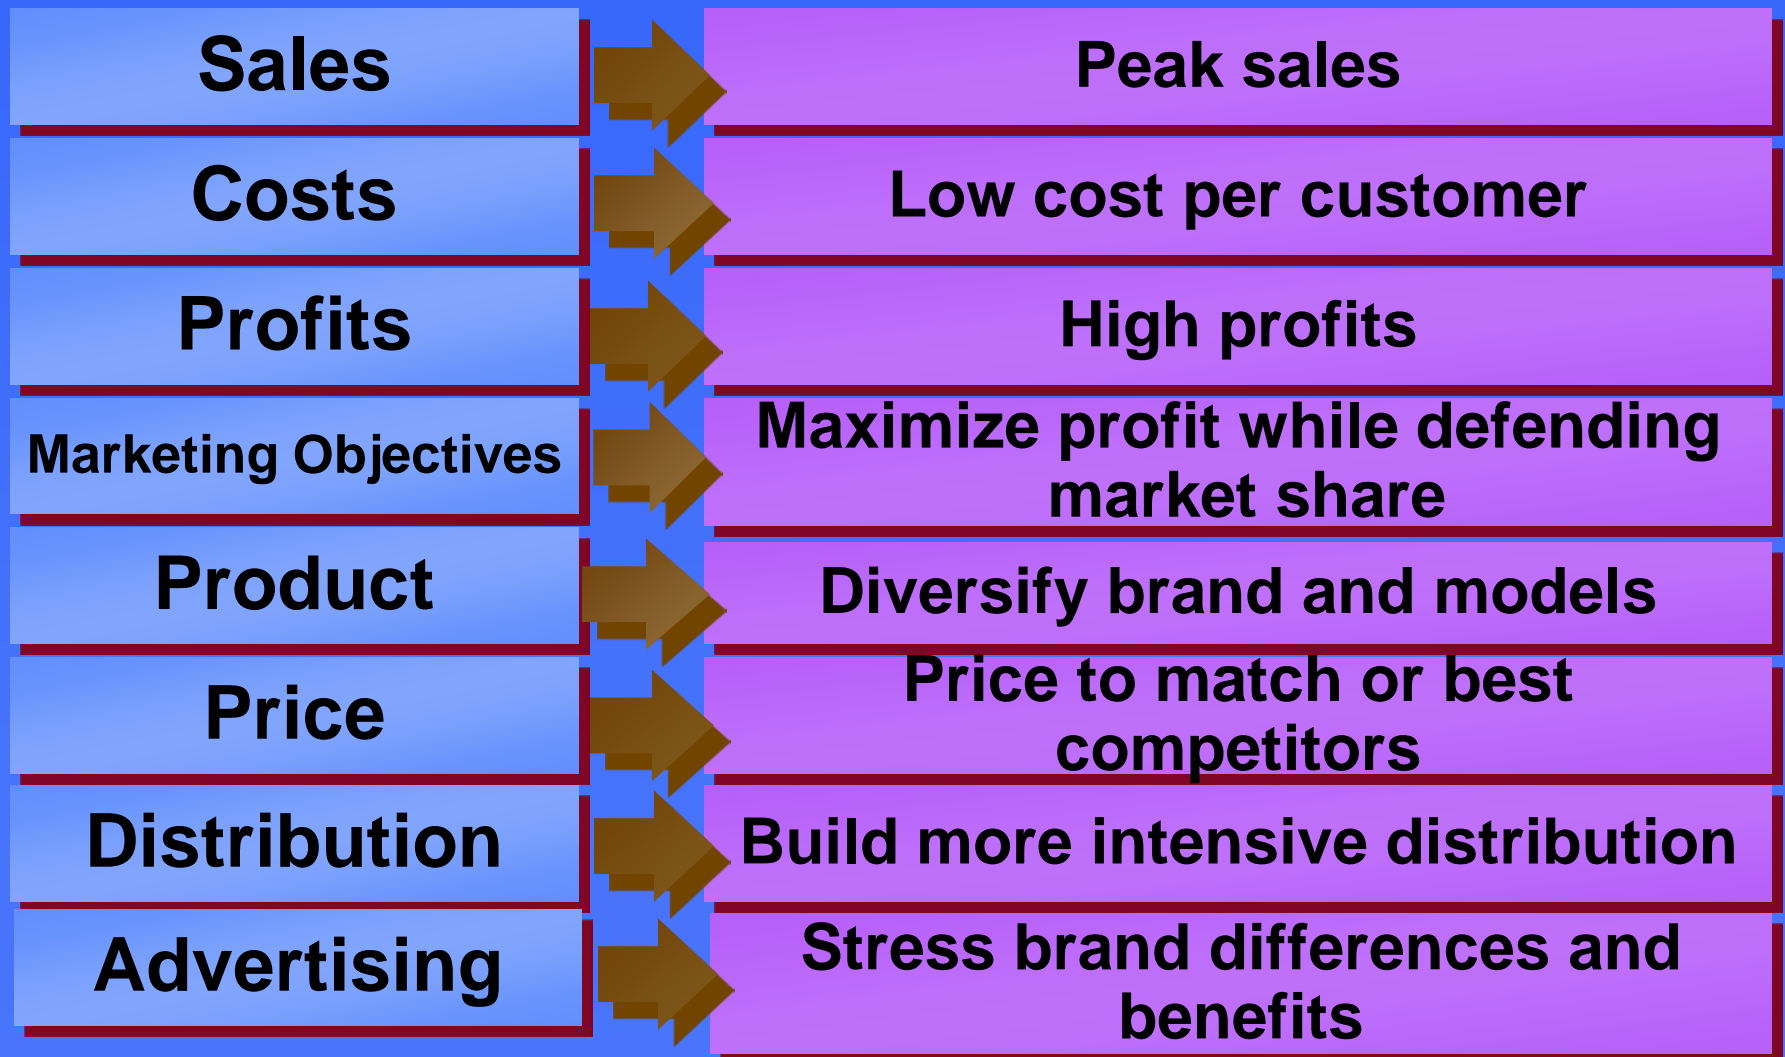 Sales
Peak sales
Costs
Low cost per customer
Profits
High profits
Marketing Objectives
Maximize profit while defending
market share
Product
Diversify brand and models
Price
Price to match or best
competitors
Distribution
Build more intensive distribution
Advertising
Stress brand differences and
benefits